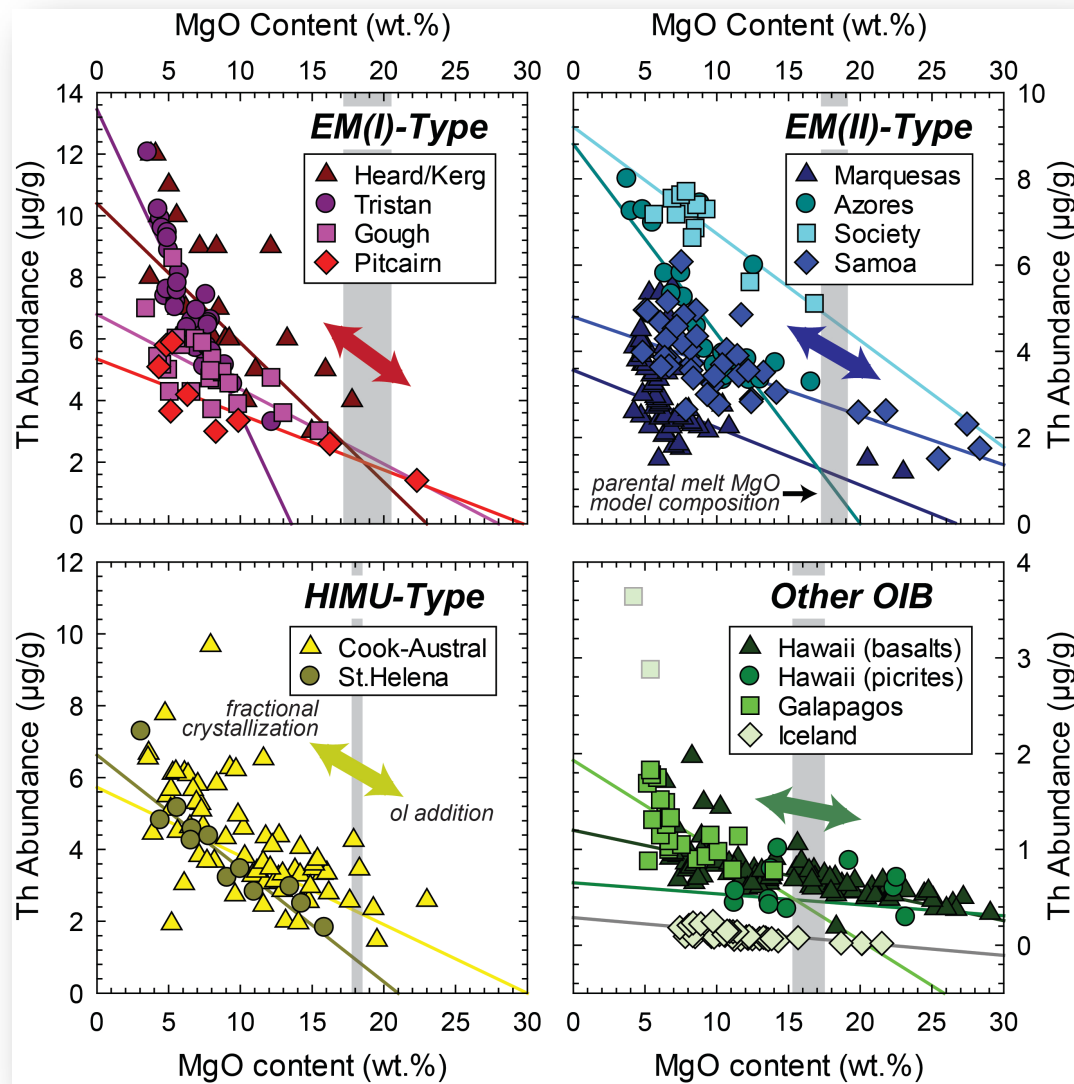 MgO Content (wt.%) MgO Content (wt.%)
0 5 10 15 20 25 30 0 5 10 15 20 25 30
14
12
10
8
6
4
2
0
Th Abundance (µg/g)
EM(I)-Type
Heard/Kerg
Tristan
Gough
Pitcairn
EM(II)-Type
Marquesas
Azores
Society
Samoa
parental melt MgO
model composition
10
8
6
4
2
0
Th Abundance (µg/g)
12
10
8
6
4
2
0
Th Abundance (µg/g)
HIMU-Type
Cook-Austral
St.Helena
fractional
crystallization
ol addition
Other OIB
Hawaii (basalts)
Hawaii (picrites)
Galapagos
Iceland
4
3
2
1
0
Th Abundance (µg/g)
0 5 10 15 20 25 30 0 5 10 15 20 25 30
MgO content (wt.%) MgO content (wt.%)